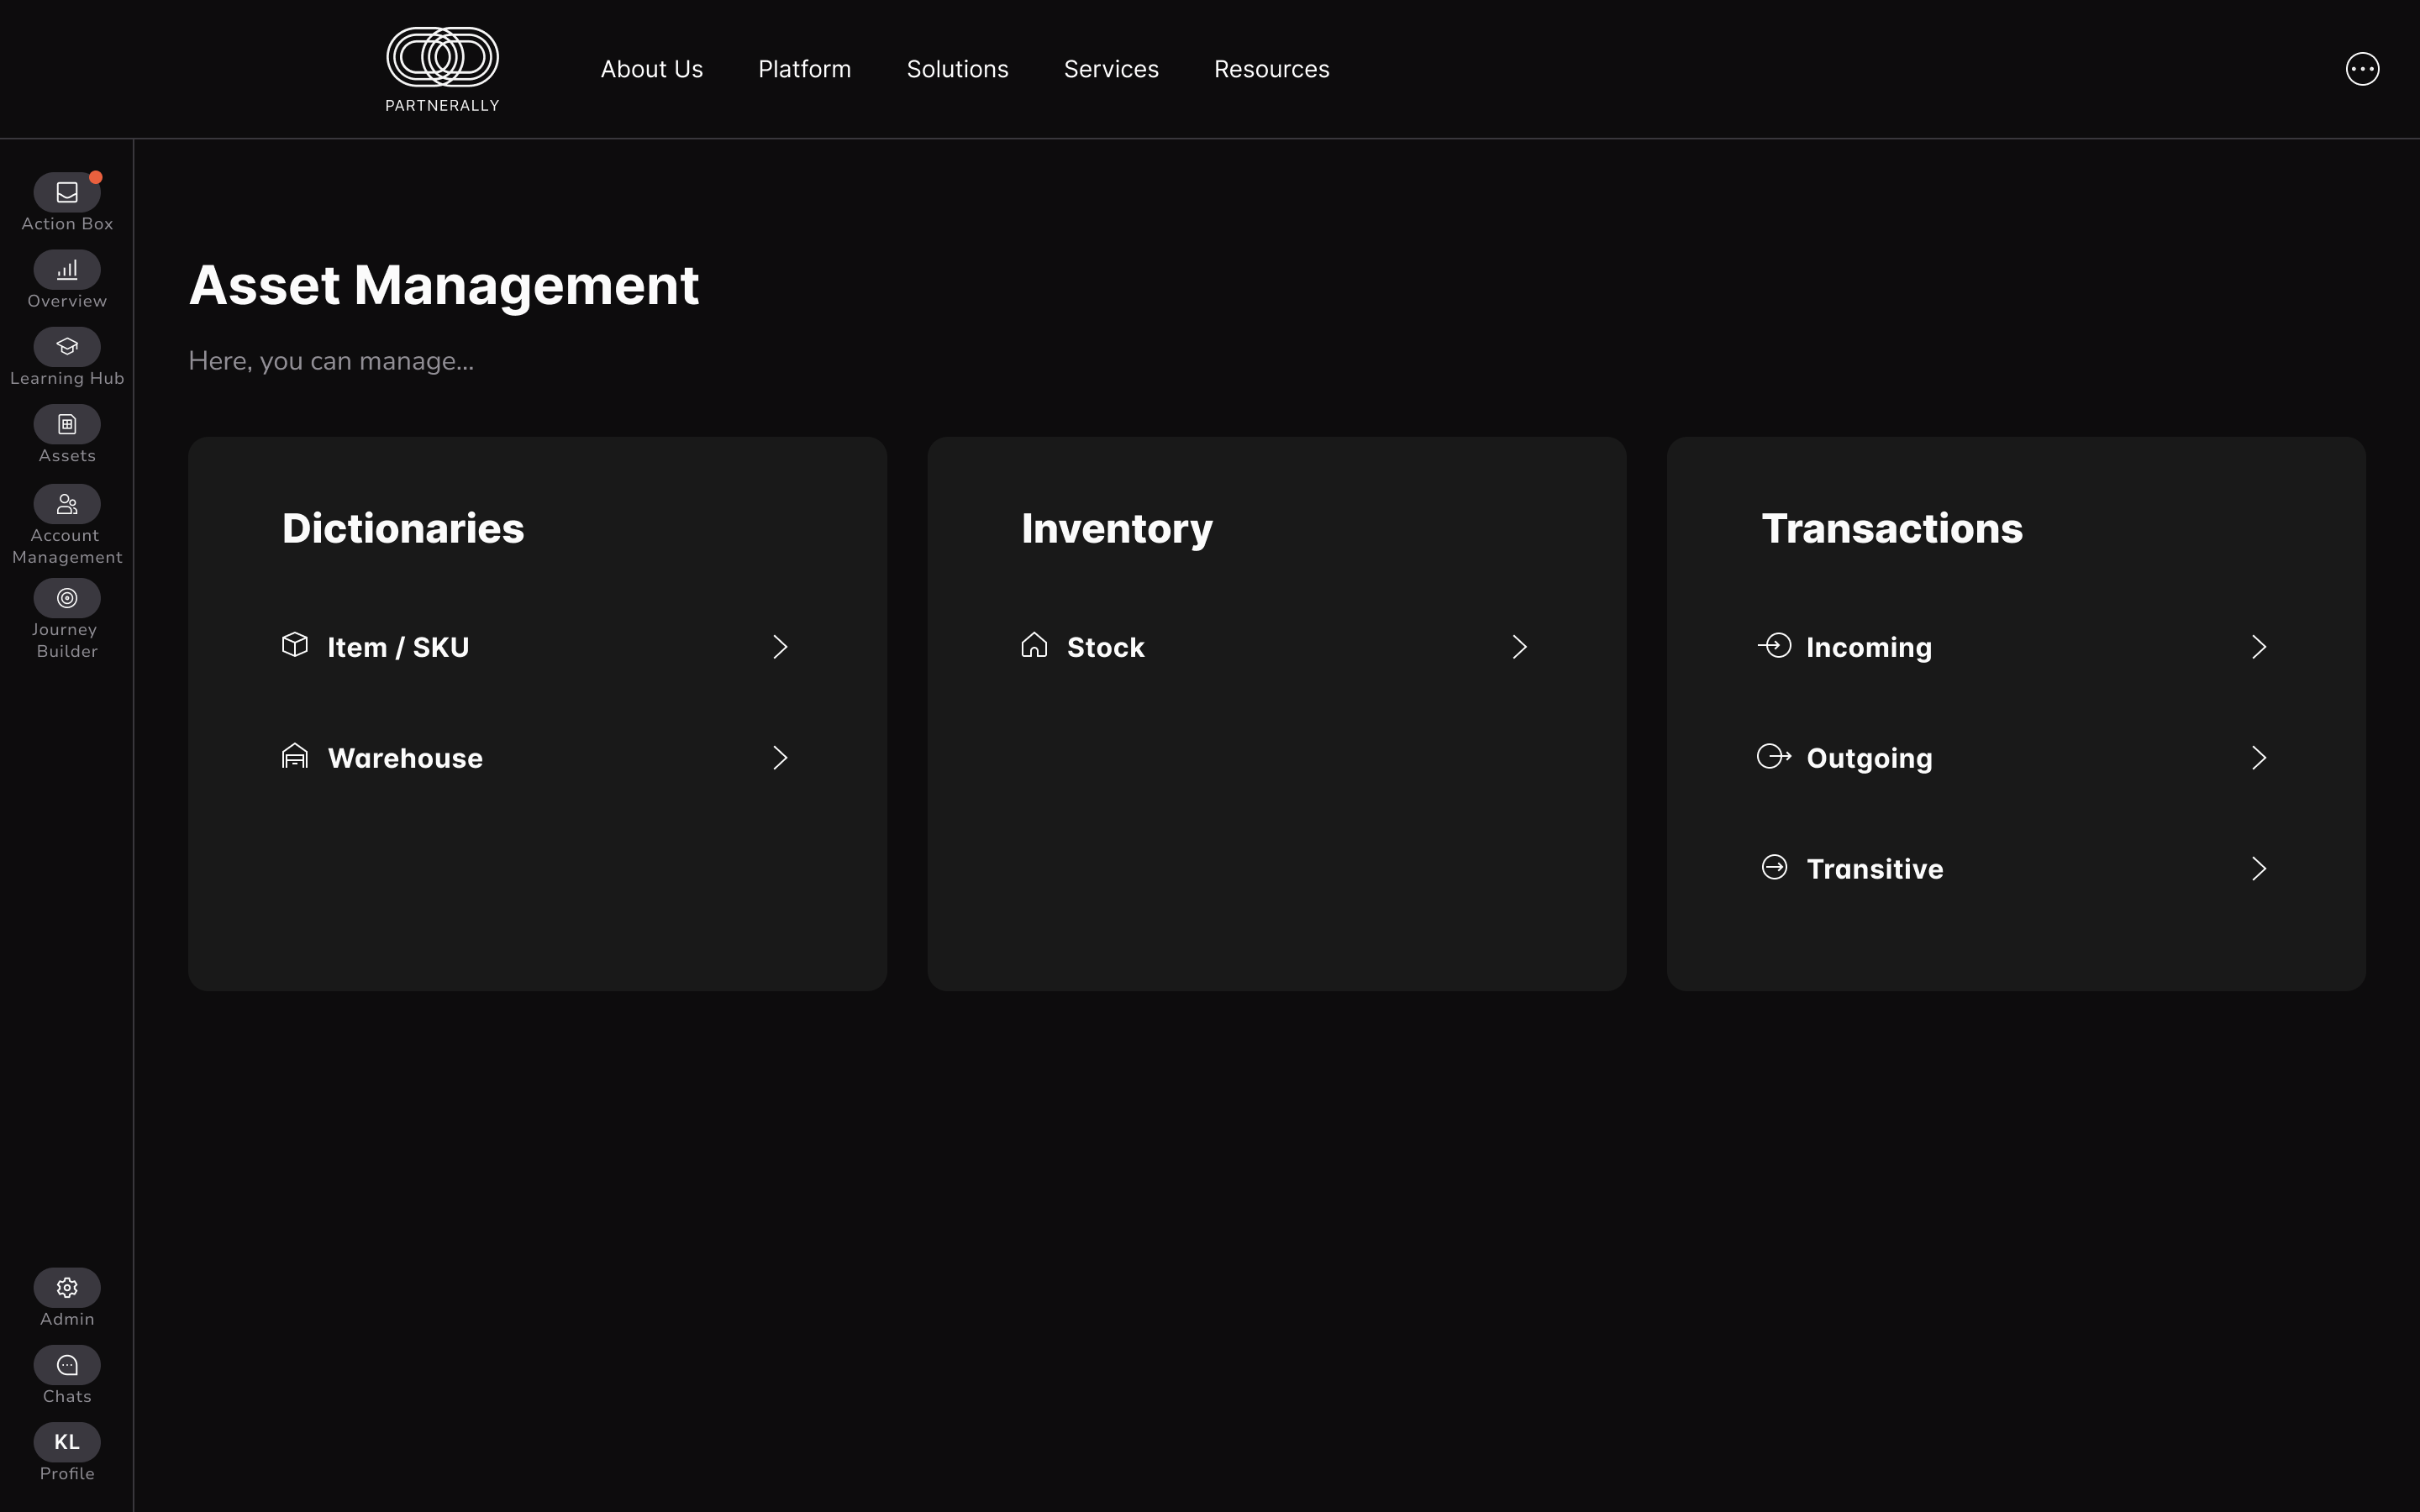 PARTNERALLY
About Us
Platform
Solutions
Services
Resources
Action Box
Overview
Learning Hub
Assets
Account
Management
Journey
Builder
Admin
Chats
KL
Profile
Asset Management
Here, you can manage...
Dictionaries
Item / SKU
Warehouse
Inventory
Stock
Transactions
Incoming
Outgoing
Transitive